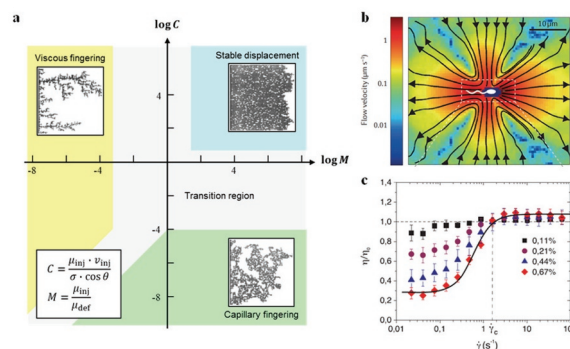 a
log C
Viscous fingering
Stable displacement
log M
-8
-4
4
8
4
-4
-8
Transition region
Capillary fingering
C = μinj · νinj / σ · cos θ
M = μinj / μdef
b
10 μm
Flow velocity (μm s⁻¹)
1
0.1
0.01
c
η/η₀
1,2
1,0
0,8
0,6
0,4
0,2
0,11%
0,21%
0,44%
0,67%
0,01
0,1
1
10
100
γ̇c
γ̇ (s⁻¹)